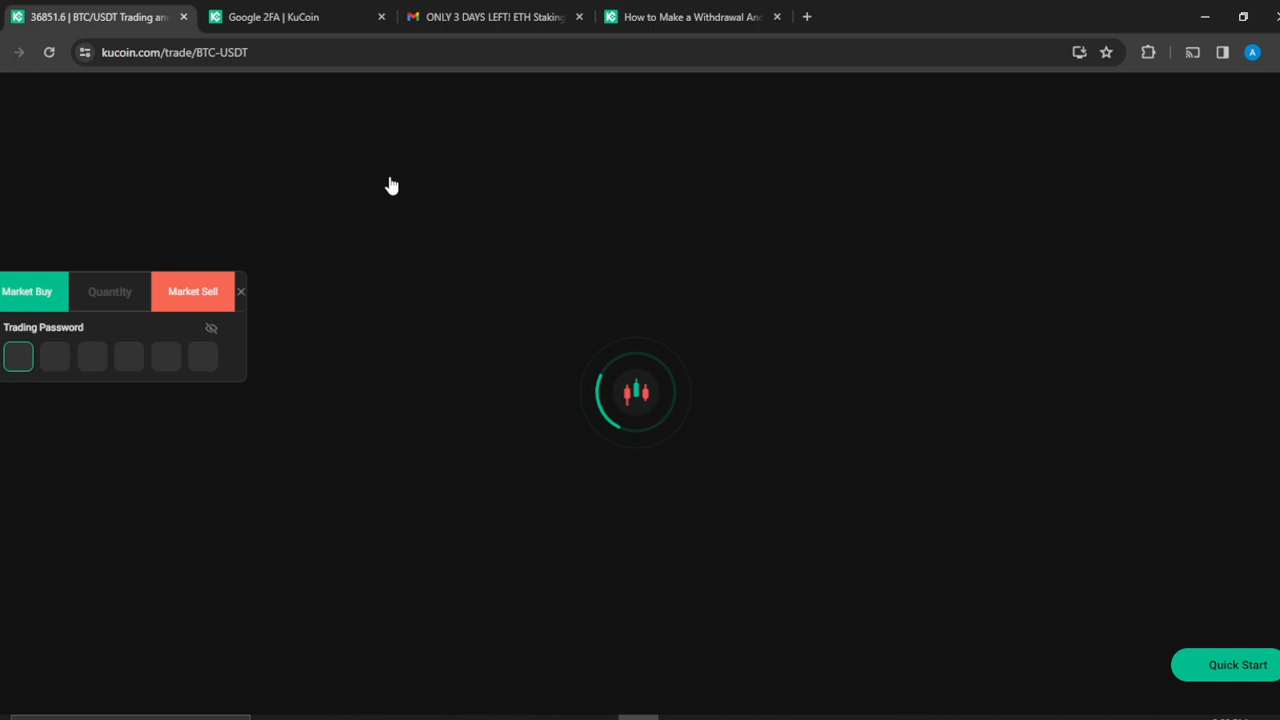 36851.6 | BTC/USDT Trading an
Google 2FA | KuCoin
ONLY 3 DAYS LEFT! ETH Staking
How to Make a Withdrawal And
kucoin.com/trade/BTC-USDT
A
Market Buy
Quantity
Market Sell
Trading Password
Quick Start